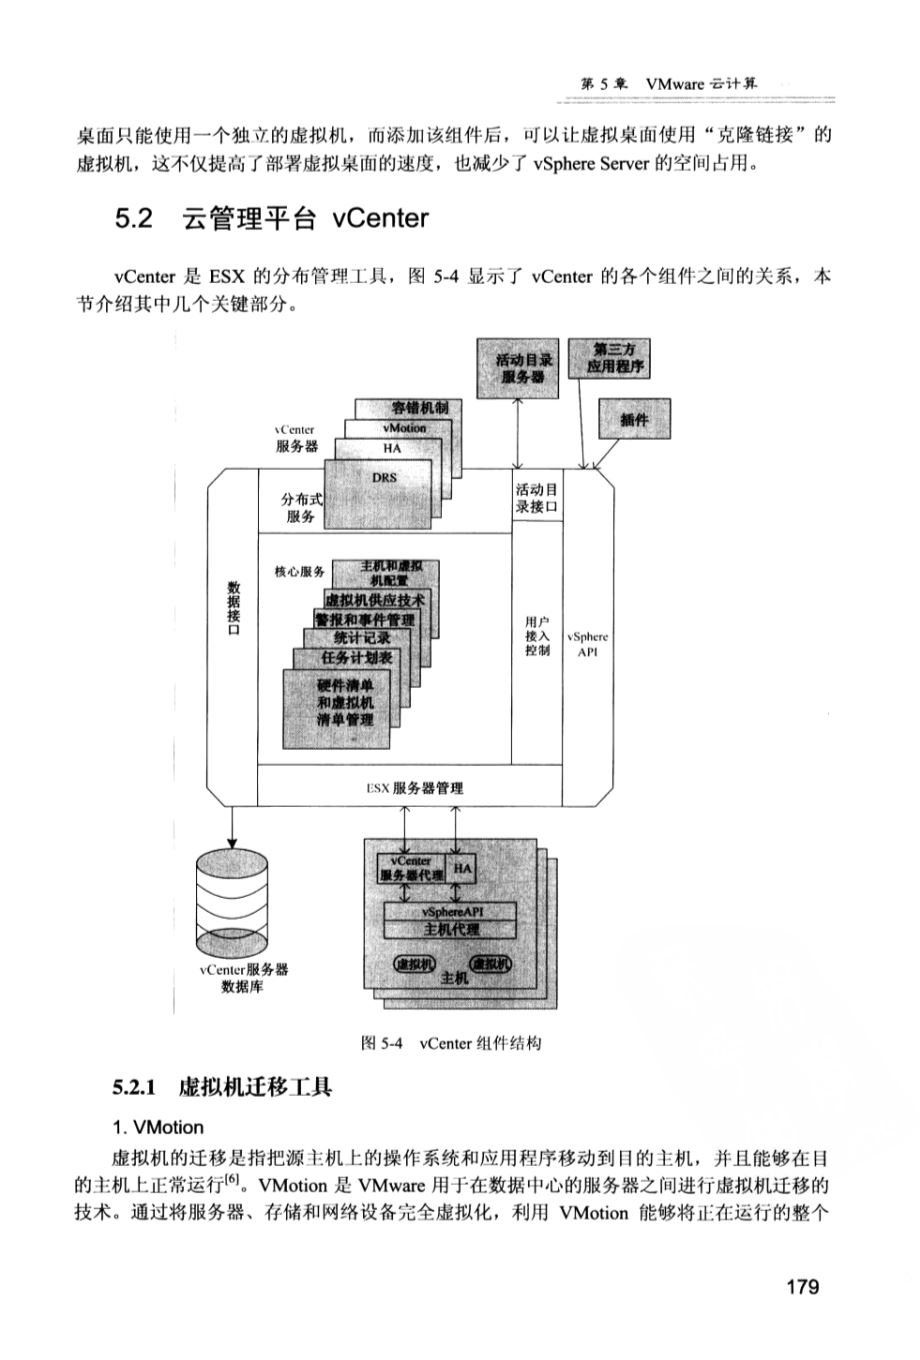 第 5 章 VMware 云计算
桌面只能使用一个独立的虚拟机，而添加该组件后，可以让虚拟桌面使用“克隆链接”的
虚拟机，这不仅提高了部署虚拟桌面的速度，也减少了 vSphere Server 的空间占用。
5.2 云管理平台 vCenter
vCenter 是 ESX 的分布管理工具，图 5-4 显示了 vCenter 的各个组件之间的关系，本
节介绍其中几个关键部分。
活动目录
服务器
第三方
应用程序
插件
vCenter
服务器
容错机制
vMotion
HA
DRS
分布式
服务
活动目
录接口
数据接口
核心服务
主机和虚拟
机配置
虚拟机供应技术
警报和事件管理
统计记录
任务计划表
硬件清单
和虚拟机
清单管理
用户
接入
控制
vSphere
API
ESX 服务器管理
vCenter
服务器代理
HA
vSphereAPI
主机代理
虚拟机
虚拟机
主机
vCenter服务器
数据库
图 5-4 vCenter 组件结构
5.2.1 虚拟机迁移工具
1. VMotion
虚拟机的迁移是指把源主机上的操作系统和应用程序移动到目的主机，并且能够在目
的主机上正常运行[6]。VMotion 是 VMware 用于在数据中心的服务器之间进行虚拟机迁移的
技术。通过将服务器、存储和网络设备完全虚拟化，利用 VMotion 能够将正在运行的整个
179